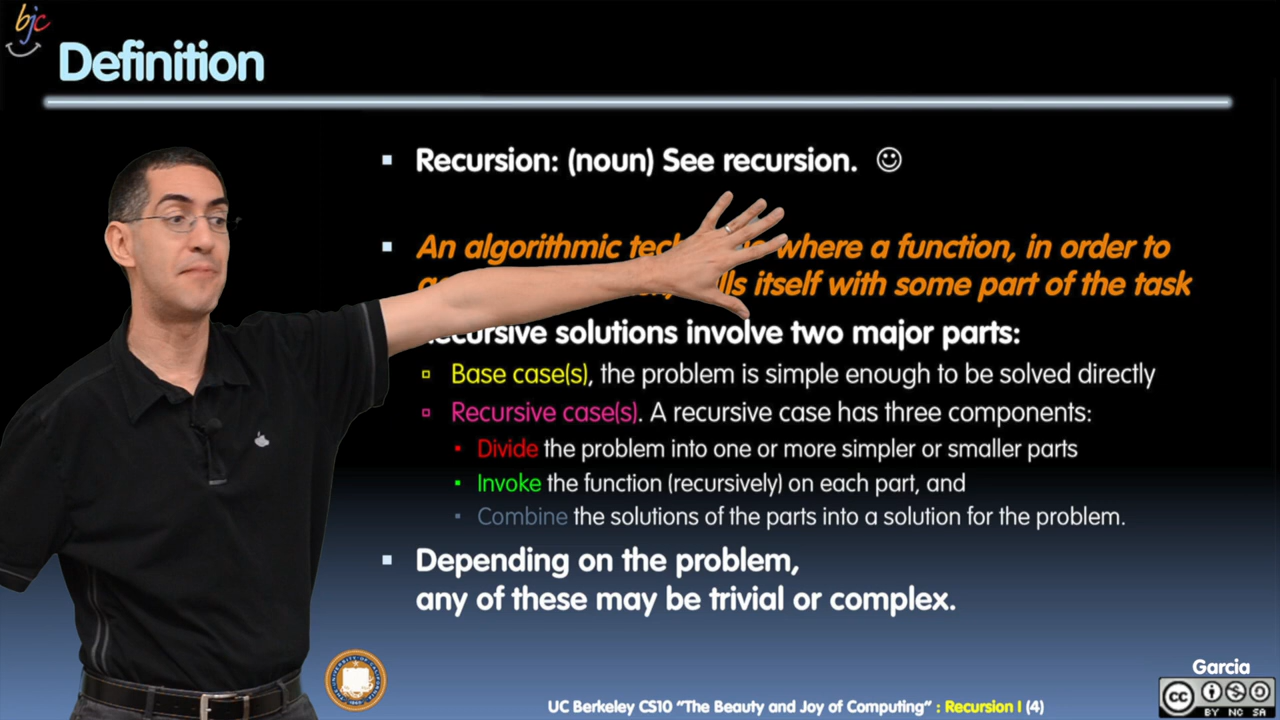 bjc
Definition
Recursion: (noun) See recursion. ☺
An algorithmic where a function, in order to
itself with some part of the task
solutions involve two major parts:
Base case(s), the problem is simple enough to be solved directly
Recursive case(s). A recursive case has three components:
Divide the problem into one or more simpler or smaller parts
Invoke the function (recursively) on each part, and
Combine the solutions of the parts into a solution for the problem.
Depending on the problem,
any of these may be trivial or complex.
Garcia
UC Berkeley CS10 “The Beauty and Joy of Computing” : Recursion I (4)
cc
BY NC SA